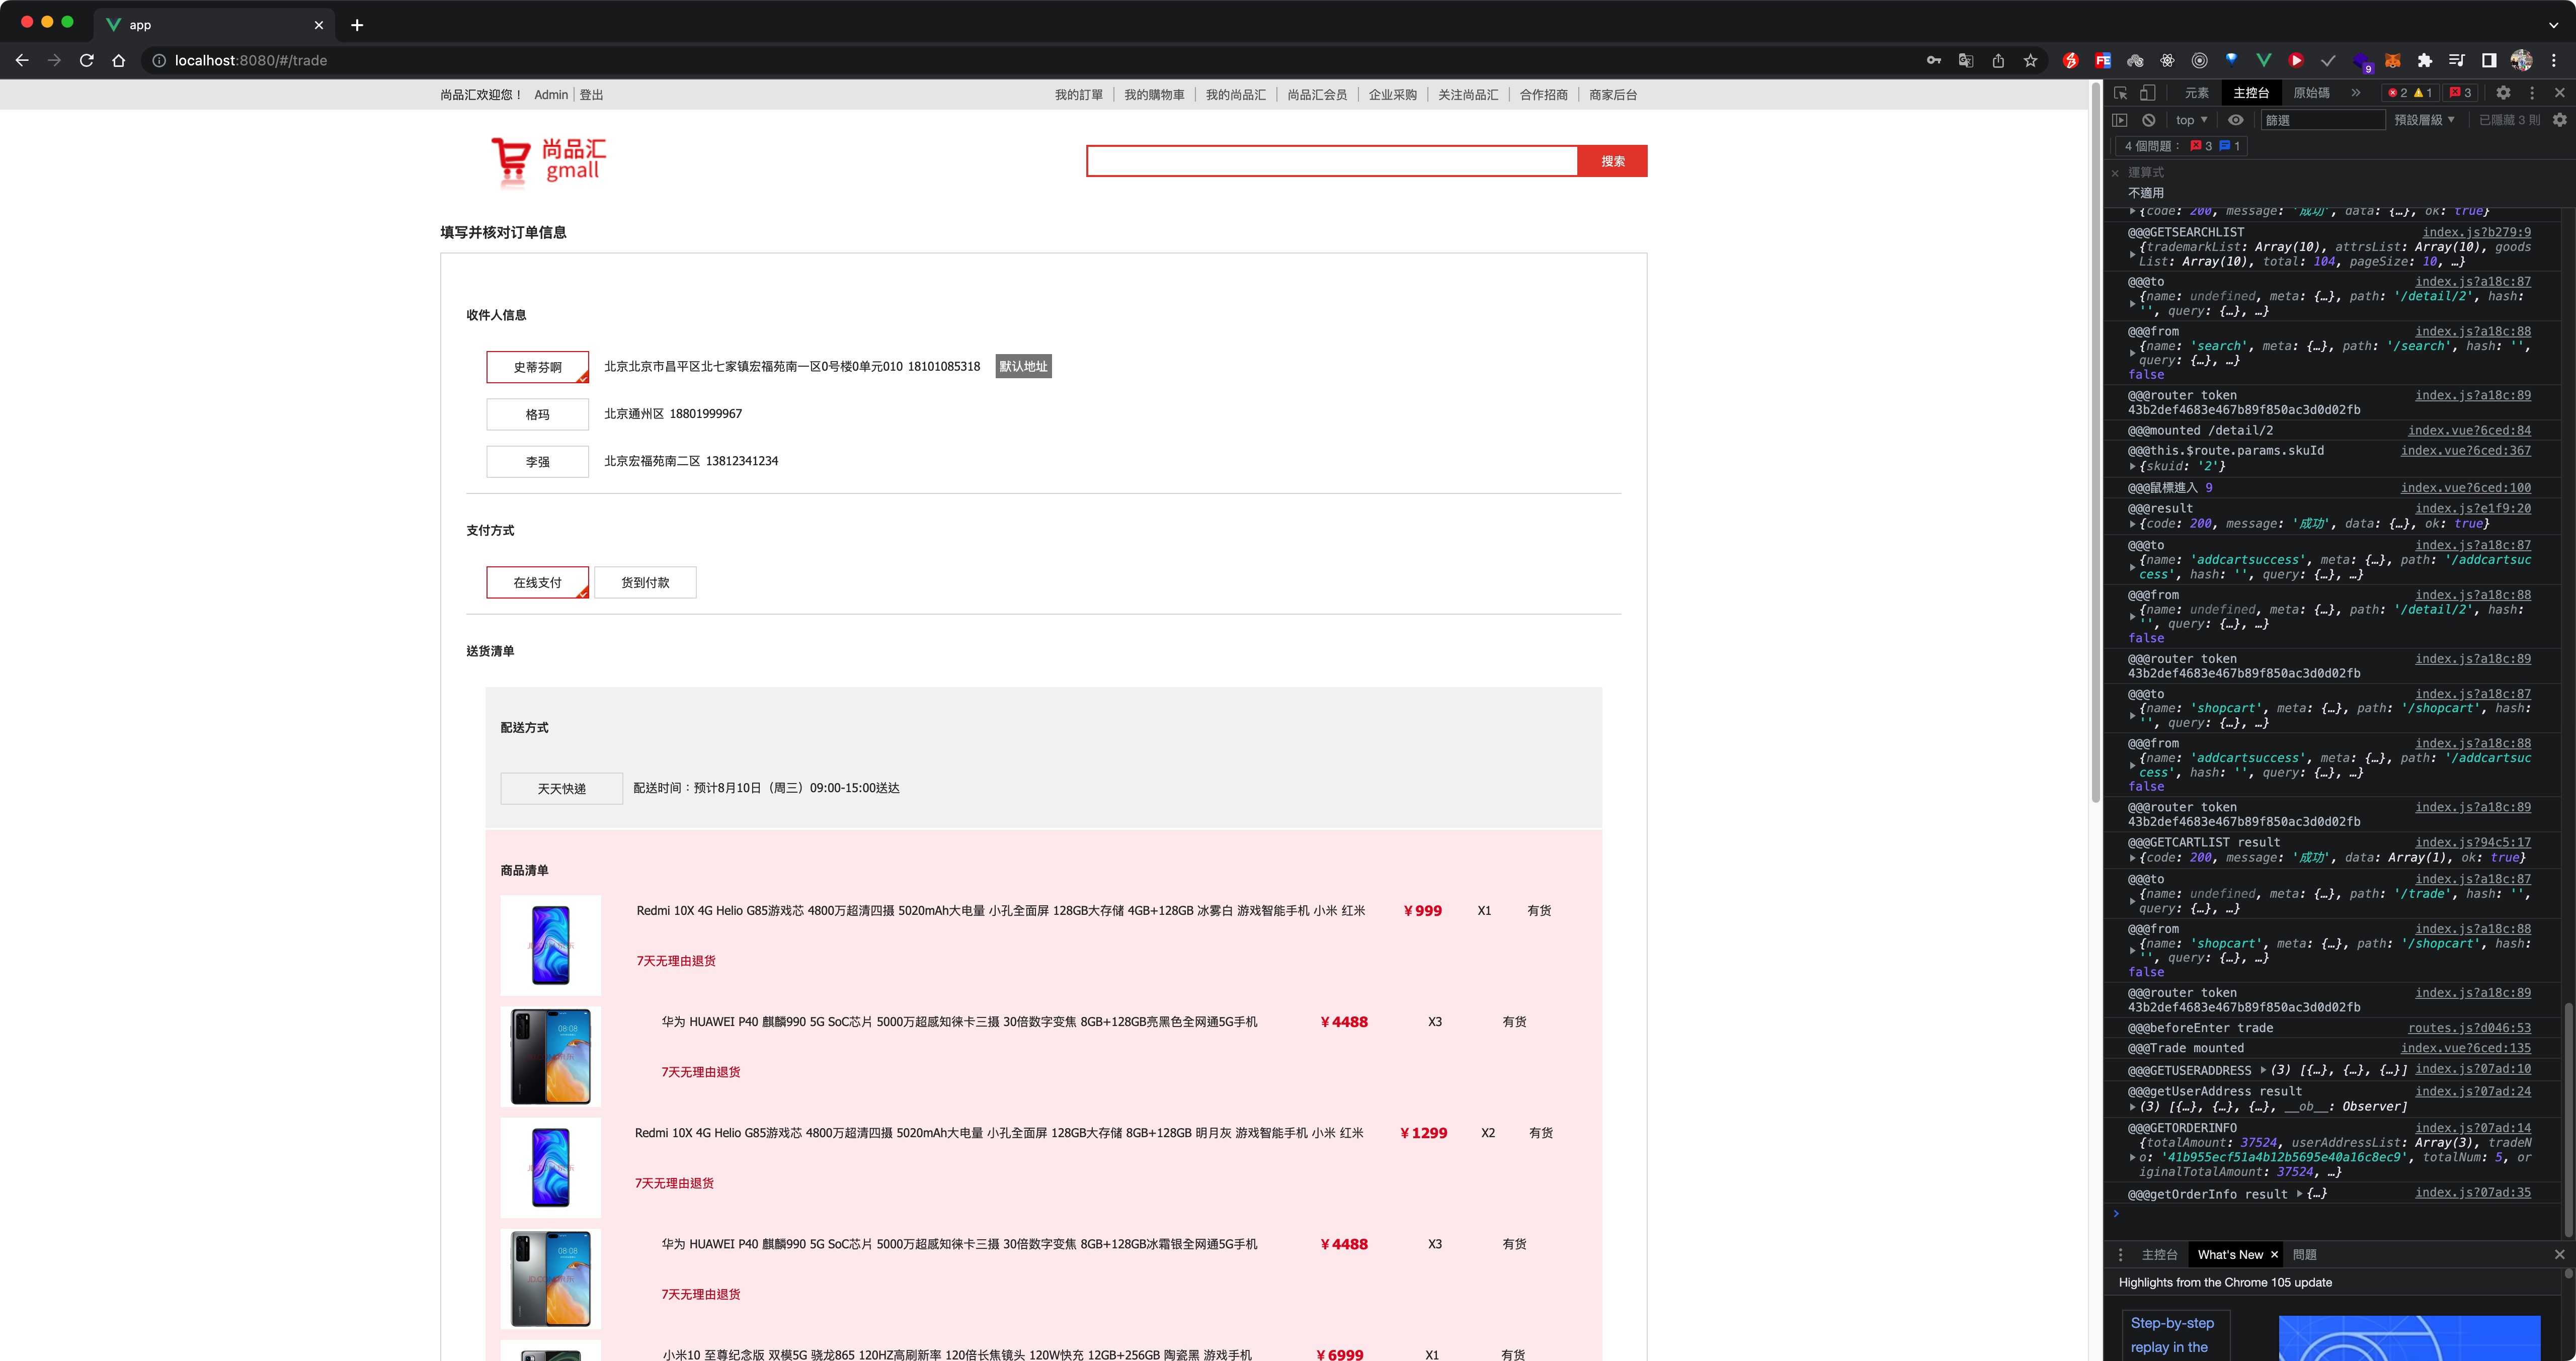 app
localhost:8080/#/trade
尚品汇欢迎您！ Admin 登出
我的訂單 我的購物車 我的尚品汇 尚品汇会员 企业采购 关注尚品汇 合作招商 商家后台
尚品汇
gmall
搜索
填写并核对订单信息
收件人信息
史蒂芬啊 北京北京市昌平区北七家镇宏福苑南一区0号楼0单元010 18101085318 默认地址
格玛 北京通州区 18801999967
李强 北京宏福苑南二区 13812341234
支付方式
在线支付 货到付款
送货清单
配送方式
天天快递 配送时间：预计8月10日（周三）09:00-15:00送达
商品清单
Redmi 10X 4G Helio G85游戏芯 4800万超清四摄 5020mAh大电量 小孔全面屏 128GB大存储 4GB+128GB 冰雾白 游戏智能手机 小米 红米 ￥999 X1 有货
7天无理由退货
华为 HUAWEI P40 麒麟990 5G SoC芯片 5000万超感知徕卡三摄 30倍数字变焦 8GB+128GB亮黑色全网通5G手机 ￥4488 X3 有货
7天无理由退货
Redmi 10X 4G Helio G85游戏芯 4800万超清四摄 5020mAh大电量 小孔全面屏 128GB大存储 8GB+128GB 明月灰 游戏智能手机 小米 红米 ￥1299 X2 有货
7天无理由退货
华为 HUAWEI P40 麒麟990 5G SoC芯片 5000万超感知徕卡三摄 30倍数字变焦 8GB+128GB冰霜银全网通5G手机 ￥4488 X3 有货
7天无理由退货
小米10 至尊纪念版 双模5G 骁龙865 120HZ高刷新率 120倍长焦镜头 120W快充 12GB+256GB 陶瓷黑 游戏手机 ￥6999 X1 有货
元素 主控台 原始碼 2 1 3
top 篩選 預設層級 已隱藏 3 則
4 個問題： 3 1
運算式
不適用
{code: 200, message: '成功', data: {…}, ok: true}
@@@GETSEARCHLIST index.js?b279:9
{trademarkList: Array(10), attrsList: Array(10), goods
List: Array(10), total: 104, pageSize: 10, …}
@@@to index.js?a18c:87
{name: undefined, meta: {…}, path: '/detail/2', hash:
'', query: {…}, …}
@@@from index.js?a18c:88
{name: 'search', meta: {…}, path: '/search', hash: '',
query: {…}, …}
false
@@@router token index.js?a18c:89
43b2def4683e467b89f850ac3d0d02fb
@@@mounted /detail/2 index.vue?6ced:84
@@@this.$route.params.skuId index.vue?6ced:367
{skuid: '2'}
@@@鼠標進入 9 index.vue?6ced:100
@@@result index.js?e1f9:20
{code: 200, message: '成功', data: {…}, ok: true}
@@@to index.js?a18c:87
{name: 'addcartsuccess', meta: {…}, path: '/addcartsuc
cess', hash: '', query: {…}, …}
@@@from index.js?a18c:88
{name: undefined, meta: {…}, path: '/detail/2', hash:
'', query: {…}, …}
false
@@@router token index.js?a18c:89
43b2def4683e467b89f850ac3d0d02fb
@@@to index.js?a18c:87
{name: 'shopcart', meta: {…}, path: '/shopcart', hash:
'', query: {…}, …}
@@@from index.js?a18c:88
{name: 'addcartsuccess', meta: {…}, path: '/addcartsuc
cess', hash: '', query: {…}, …}
false
@@@router token index.js?a18c:89
43b2def4683e467b89f850ac3d0d02fb
@@@GETCARTLIST result index.js?94c5:17
{code: 200, message: '成功', data: Array(1), ok: true}
@@@to index.js?a18c:87
{name: undefined, meta: {…}, path: '/trade', hash: '',
query: {…}, …}
@@@from index.js?a18c:88
{name: 'shopcart', meta: {…}, path: '/shopcart', hash:
'', query: {…}, …}
false
@@@router token index.js?a18c:89
43b2def4683e467b89f850ac3d0d02fb
@@@beforeEnter trade routes.js?d046:53
@@@Trade mounted index.vue?6ced:135
@@@GETUSERADDRESS (3) [{…}, {…}, {…}] index.js?07ad:10
@@@getUserAddress result index.js?07ad:24
(3) [{…}, {…}, {…}, __ob__: Observer]
@@@GETORDERINFO index.js?07ad:14
{totalAmount: 37524, userAddressList: Array(3), tradeN
o: '41b955ecf51a4b12b5695e40a16c8ec9', totalNum: 5, or
iginalTotalAmount: 37524, …}
@@@getOrderInfo result {…} index.js?07ad:35
主控台 What's New 問題
Highlights from the Chrome 105 update
Step-by-step
replay in the